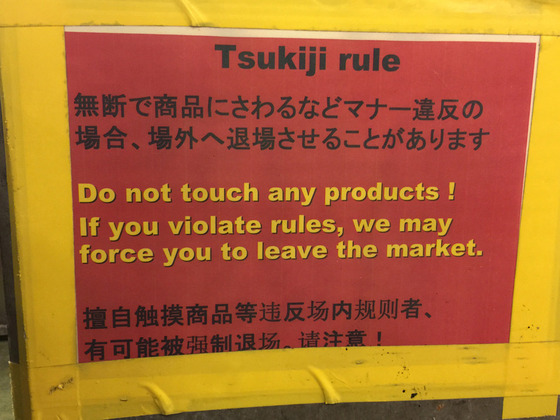 Tsukiji rule
無断で商品にさわるなどマナー違反の
場合、場外へ退場させることがあります
Do not touch any products !
If you violate rules, we may
force you to leave the market.
擅自触摸商品等违反场内规则者、
有可能被强制退场。请注意！